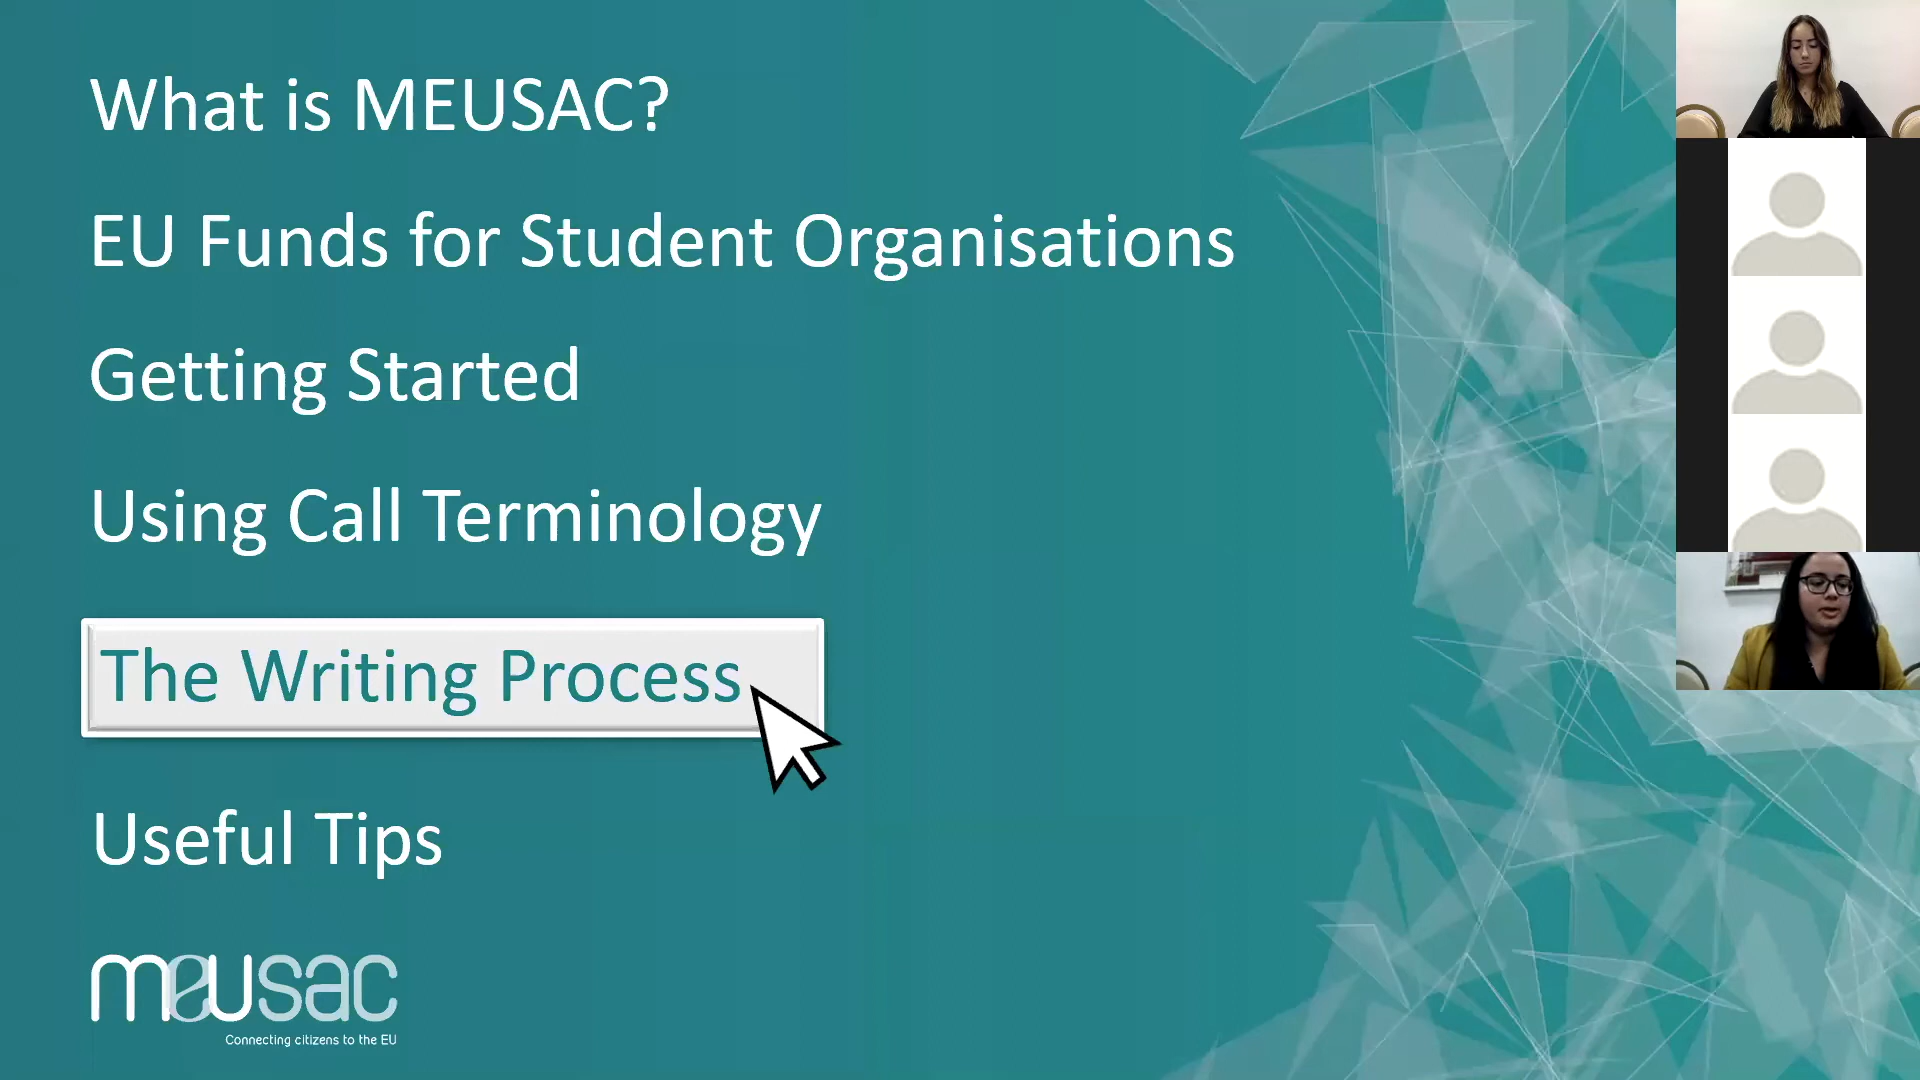 What is MEUSAC?
EU Funds for Student Organisations
Getting Started
Using Call Terminology
The Writing Process
Useful Tips
meusac
Connecting citizens to the EU